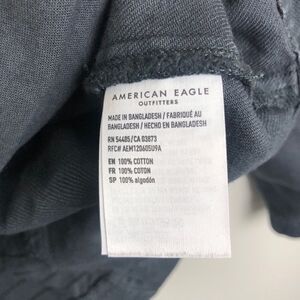 AMERICAN EAGLE
OUTFITTERS
MADE IN BANGLADESH / FABRIQUÉ AU
BANGLADESH / HECHO EN BANGLADESH
RN 54485/CA 03873
RFC# AEM120605U9A
EN 100% COTTON
FR 100% COTON
SP 100% algodón